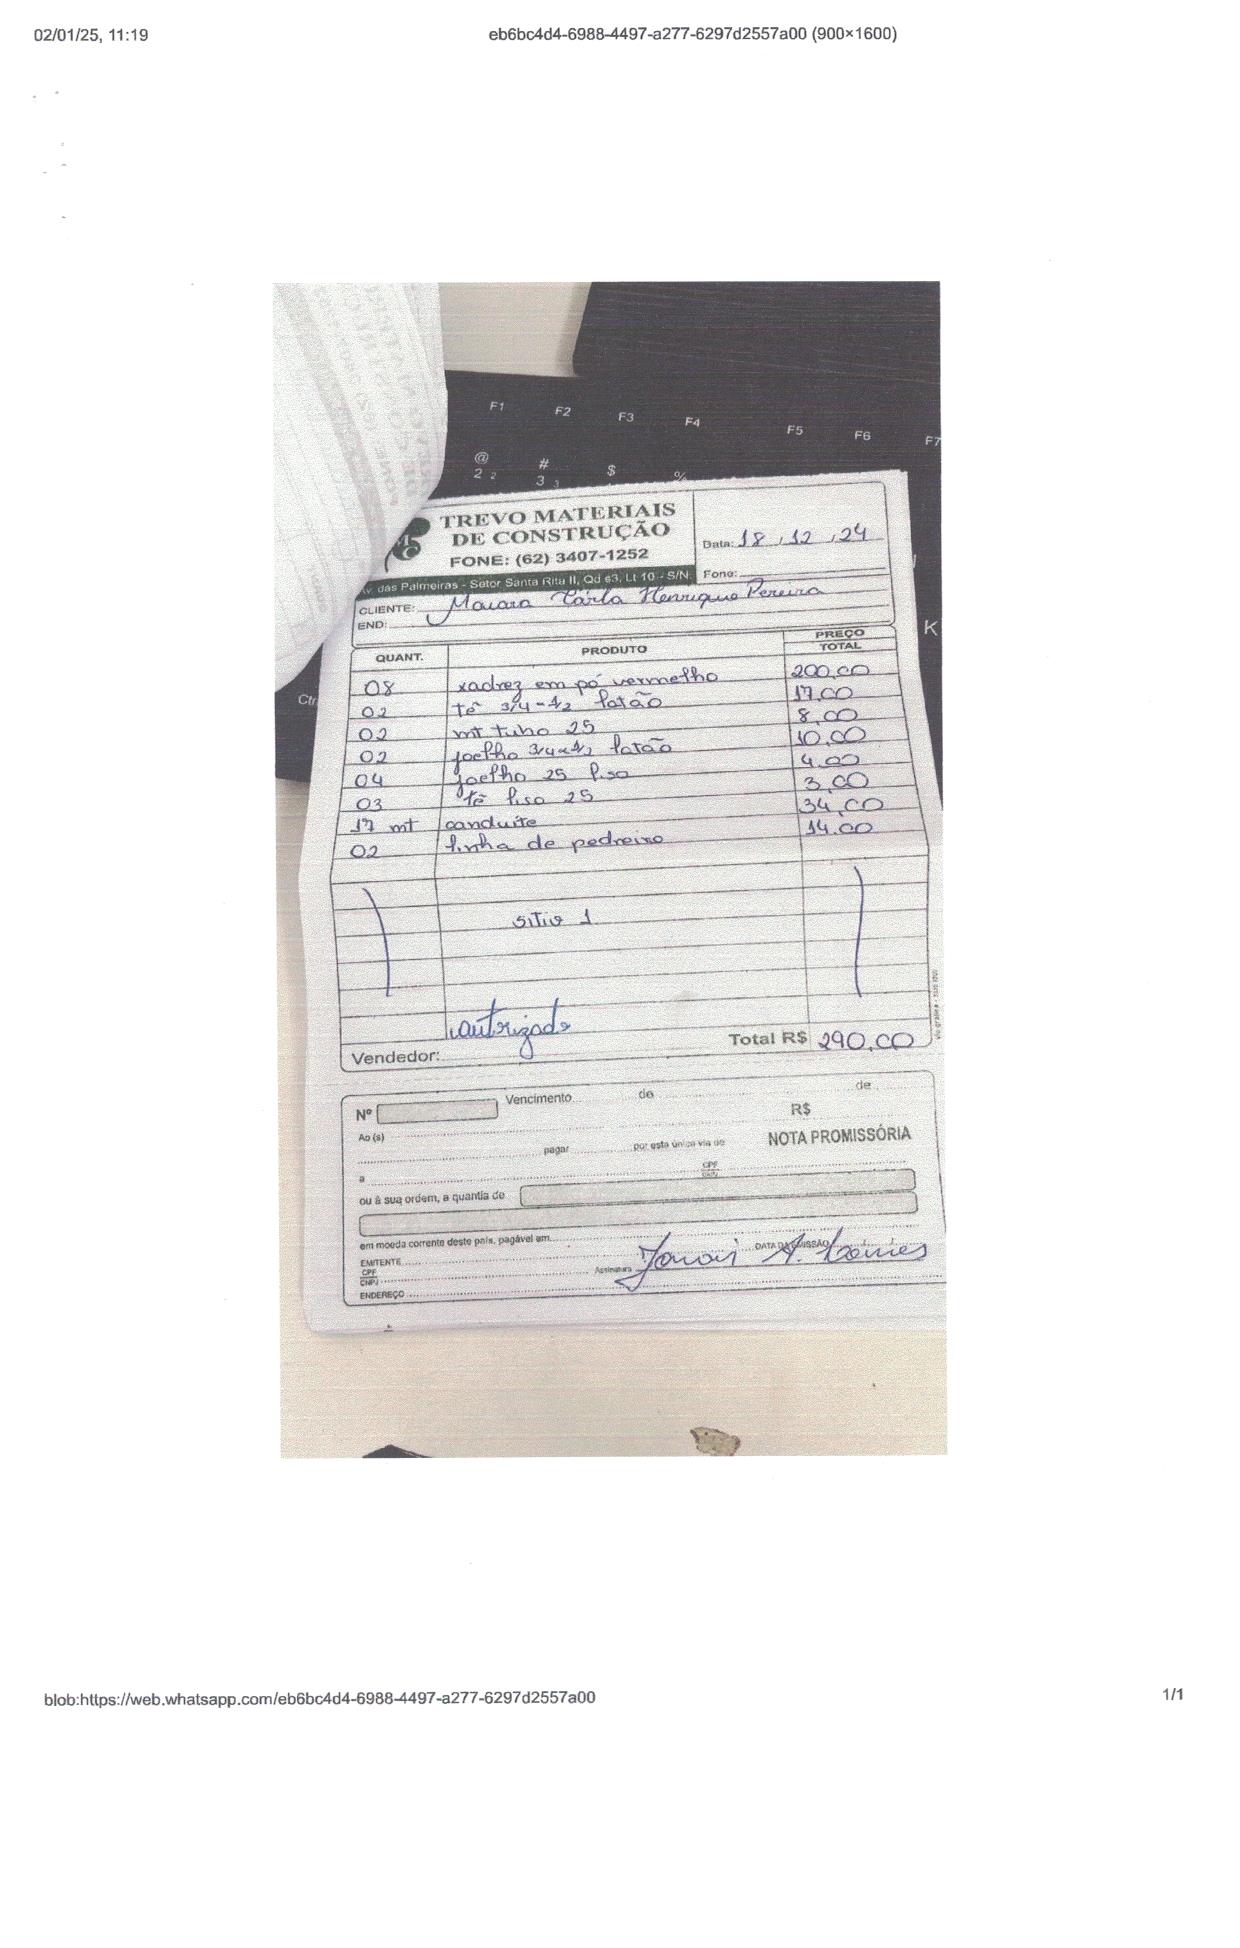 02/01/25, 11:19
eb6bc4d4-6988-4497-a277-6297d2557a00 (900×1600)
F1 F2 F3 F4 F5 F6 F7
@ # $ %
2 2 3 3
K
TREVO MATERIAIS
DE CONSTRUÇÃO
FONE: (62) 3407-1252
Av. das Palmeiras - Setor Santa Rita II, Qd 63, Lt 10 - S/N.
Data: 18 , 12 , 24
Fone:
CLIENTE: Maiara Carla Henrique Pereira
END:
QUANT. PRODUTO PREÇO TOTAL
08 xadrez em pó vermelho 200,00
02 tê 3/4-1/2 latão 17,00
02 mt tubo 25 8,00
02 joelho 3/4x1/2 latão 10,00
04 joelho 25 liso 4,00
03 tê liso 25 3,00
17 mt conduite 34,00
02 linha de pedreiro 14,00
sitio 1
autorizado
Vendedor: Total R$ 290,00
Nº Vencimento de de
R$
Ao(s) NOTA PROMISSÓRIA
pagar por esta única via de
a CPF
CNPJ
ou à sua ordem, a quantia de
em moeda corrente deste país, pagável em
EMITENTE DATA DA EMISSÃO
CPF
CNPJ
Assinatura
ENDEREÇO
blob:https://web.whatsapp.com/eb6bc4d4-6988-4497-a277-6297d2557a00
1/1